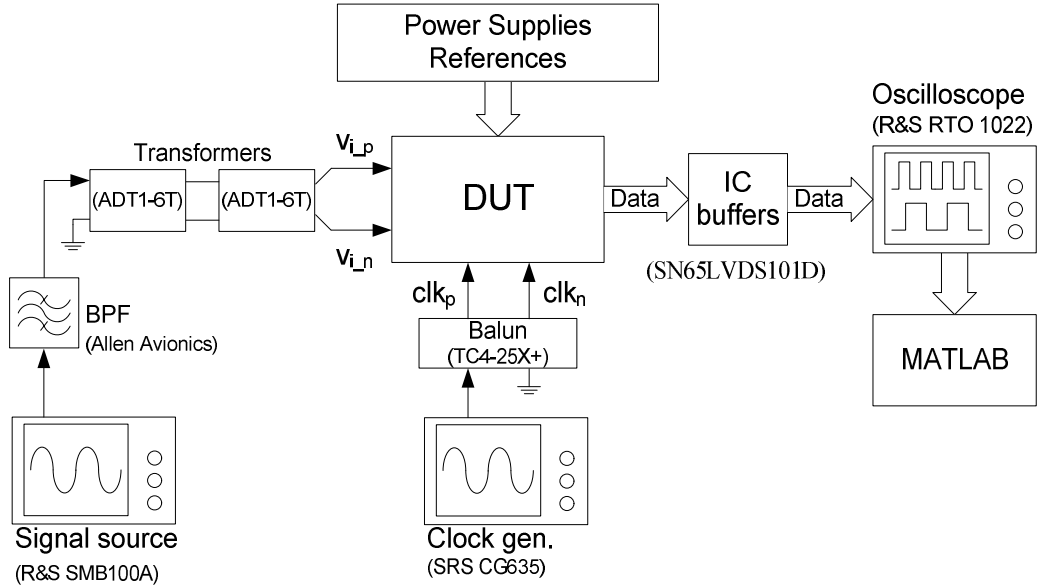 Power Supplies
References
Oscilloscope
(R&S RTO 1022)
Transformers
(ADT1-6T)
(ADT1-6T)
vi_p
vi_n
DUT
Data
IC
buffers
Data
(SN65LVDS101D)
clkp
clkn
BPF
(Allen Avionics)
Balun
(TC4-25X+)
MATLAB
Signal source
(R&S SMB100A)
Clock gen.
(SRS CG635)